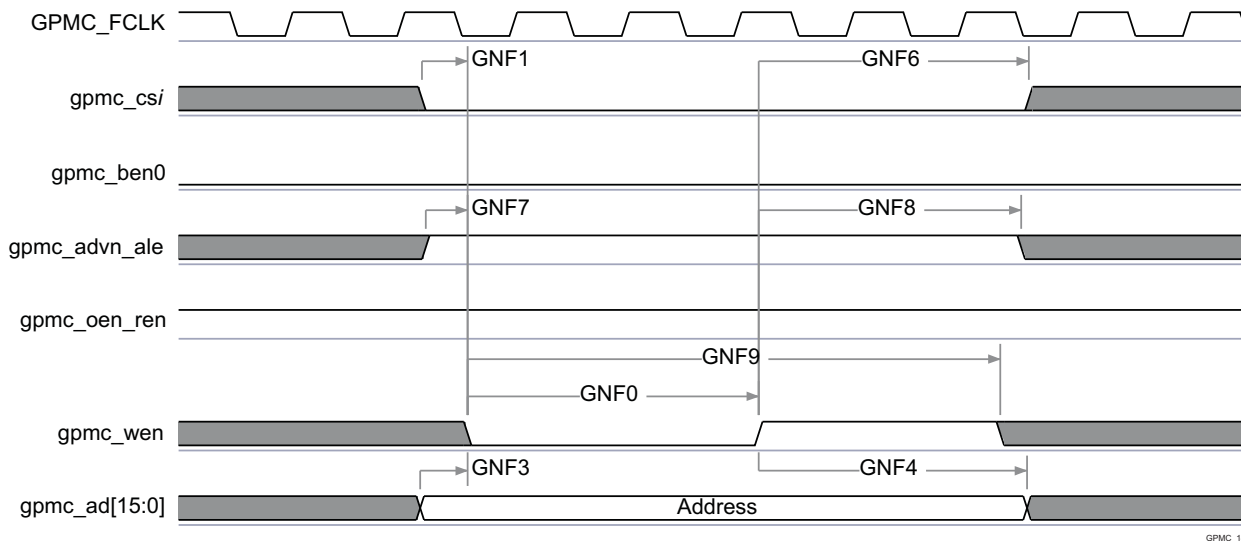 GPMC_FCLK
GNF1
GNF6
gpmc_csi
gpmc_ben0
GNF7
GNF8
gpmc_advn_ale
gpmc_oen_ren
GNF9
GNF0
gpmc_wen
GNF3
GNF4
gpmc_ad[15:0]
Address
GPMC_1